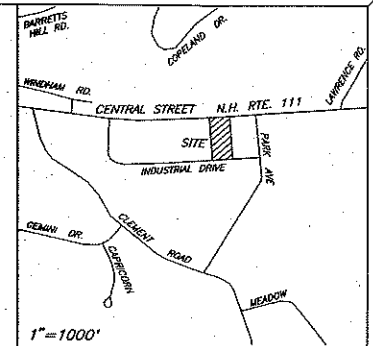 BARRETTS
HILL RD.
COPELAND DR.
WINDHAM RD.
LAWRENCE RD.
CENTRAL STREET N.H. RTE. 111
SITE
PARK AVE
INDUSTRIAL DRIVE
CLEMENT ROAD
GEMINI DR.
CAPRICORN
MEADOW
1"=1000'